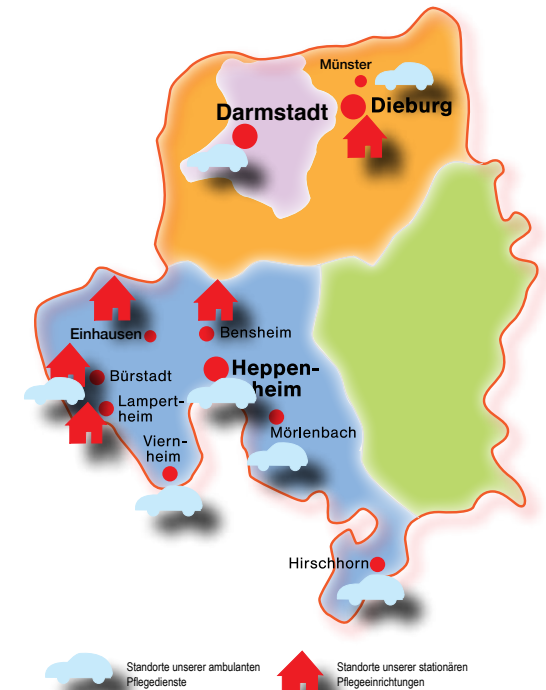 Münster
Darmstadt
Dieburg
Einhausen
Bensheim
Heppen-
heim
Bürstadt
Lampert-
heim
Mörlenbach
Viern-
heim
Hirschhorn
Standorte unserer ambulanten
Pflegedienste
Standorte unserer stationären
Pflegeeinrichtungen